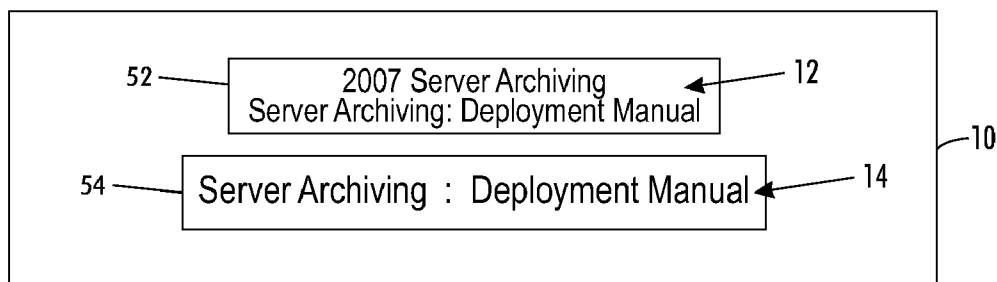 52 2007 Server Archiving 12
Server Archiving: Deployment Manual
10
54 Server Archiving : Deployment Manual 14